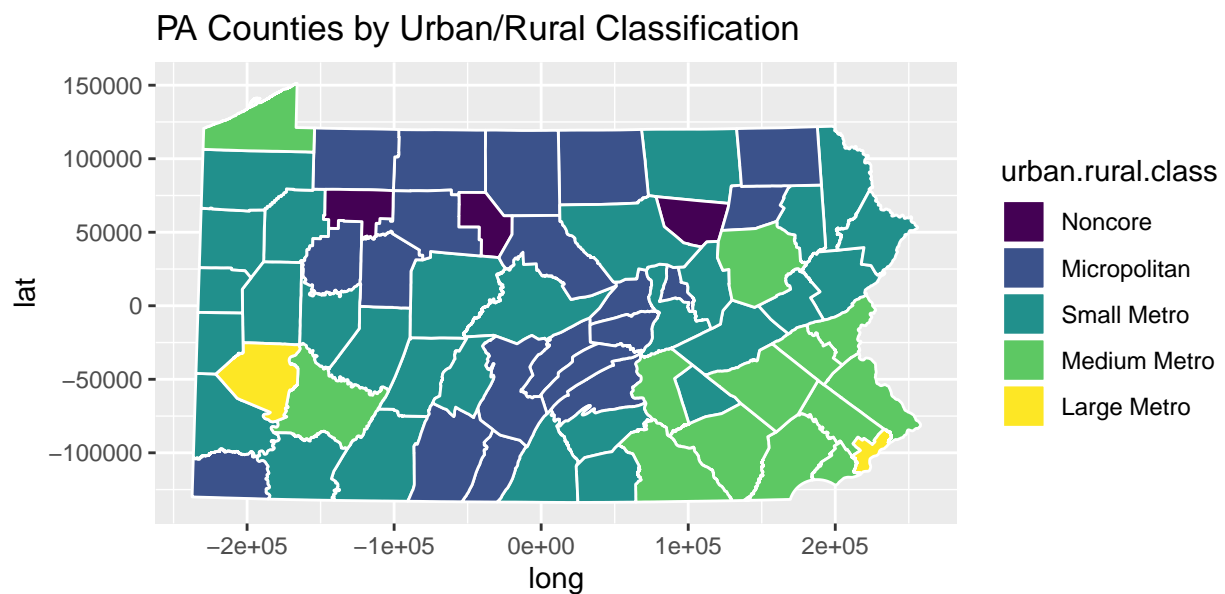 PA Counties by Urban/Rural Classification
150000
100000
50000
0
−50000
−100000
lat
−2e+05
−1e+05
0e+00
1e+05
2e+05
long
urban.rural.class
Noncore
Micropolitan
Small Metro
Medium Metro
Large Metro